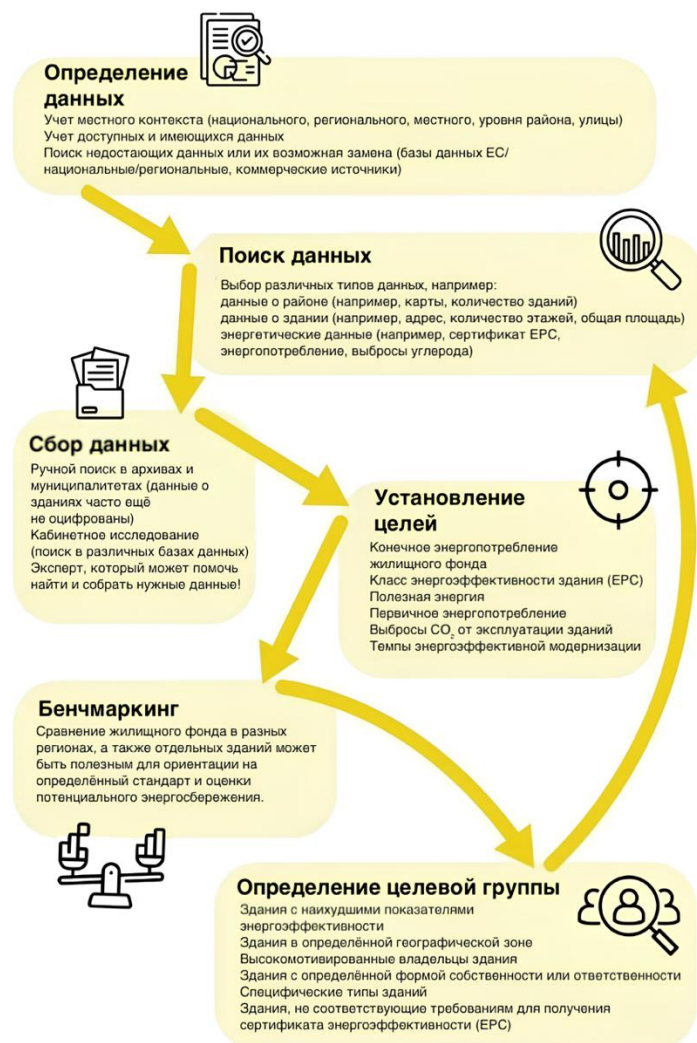 Определение
данных
Учет местного контекста (национального, регионального, местного, уровня района, улицы)
Учет доступных и имеющихся данных
Поиск недостающих данных или их возможная замена (базы данных ЕС/
национальные/региональные, коммерческие источники)
Поиск данных
Выбор различных типов данных, например:
данные о районе (например, карты, количество зданий)
данные о здании (например, адрес, количество этажей, общая площадь)
энергетические данные (например, сертификат EPC,
энергопотребление, выбросы углерода)
Сбор данных
Ручной поиск в архивах и
муниципалитетах (данные о
зданиях часто ещё
не оцифрованы)
Кабинетное исследование
(поиск в различных базах данных)
Эксперт, который может помочь
найти и собрать нужные данные!
Установление
целей
Конечное энергопотребление
жилищного фонда
Класс энергоэффективности здания (EPC)
Полезная энергия
Первичное энергопотребление
Выбросы CO₂ от эксплуатации зданий
Темпы энергоэффективной модернизации
Бенчмаркинг
Сравнение жилищного фонда в разных
регионах, а также отдельных зданий может
быть полезным для ориентации на
определённый стандарт и оценки
потенциального энергосбережения.
Определение целевой группы
Здания с наихудшими показателями
энергоэффективности
Здания в определённой географической зоне
Высокомотивированные владельцы здания
Здания с определённой формой собственности или ответственности
Специфические типы зданий
Здания, не соответствующие требованиям для получения
сертификата энергоэффективности (EPC)